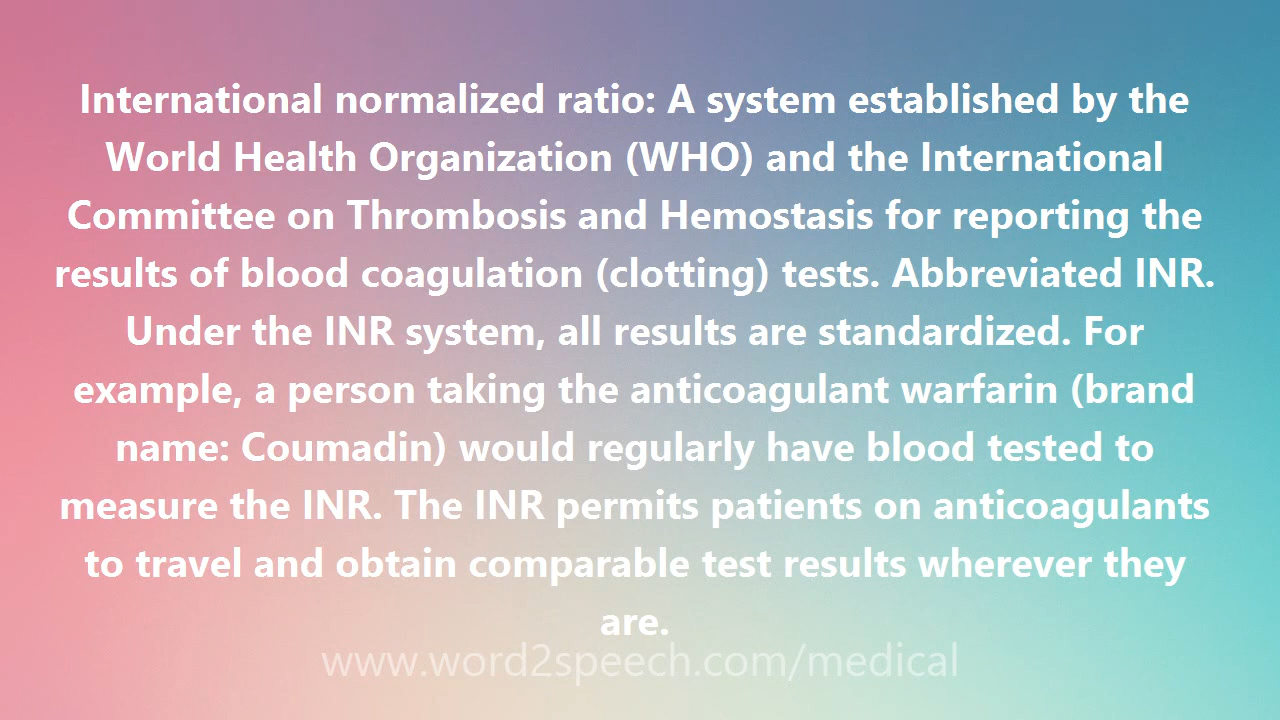 International normalized ratio: A system established by the
World Health Organization (WHO) and the International
Committee on Thrombosis and Hemostasis for reporting the
results of blood coagulation (clotting) tests. Abbreviated INR.
Under the INR system, all results are standardized. For
example, a person taking the anticoagulant warfarin (brand
name: Coumadin) would regularly have blood tested to
measure the INR. The INR permits patients on anticoagulants
to travel and obtain comparable test results wherever they
are.
www.word2speech.com/medical